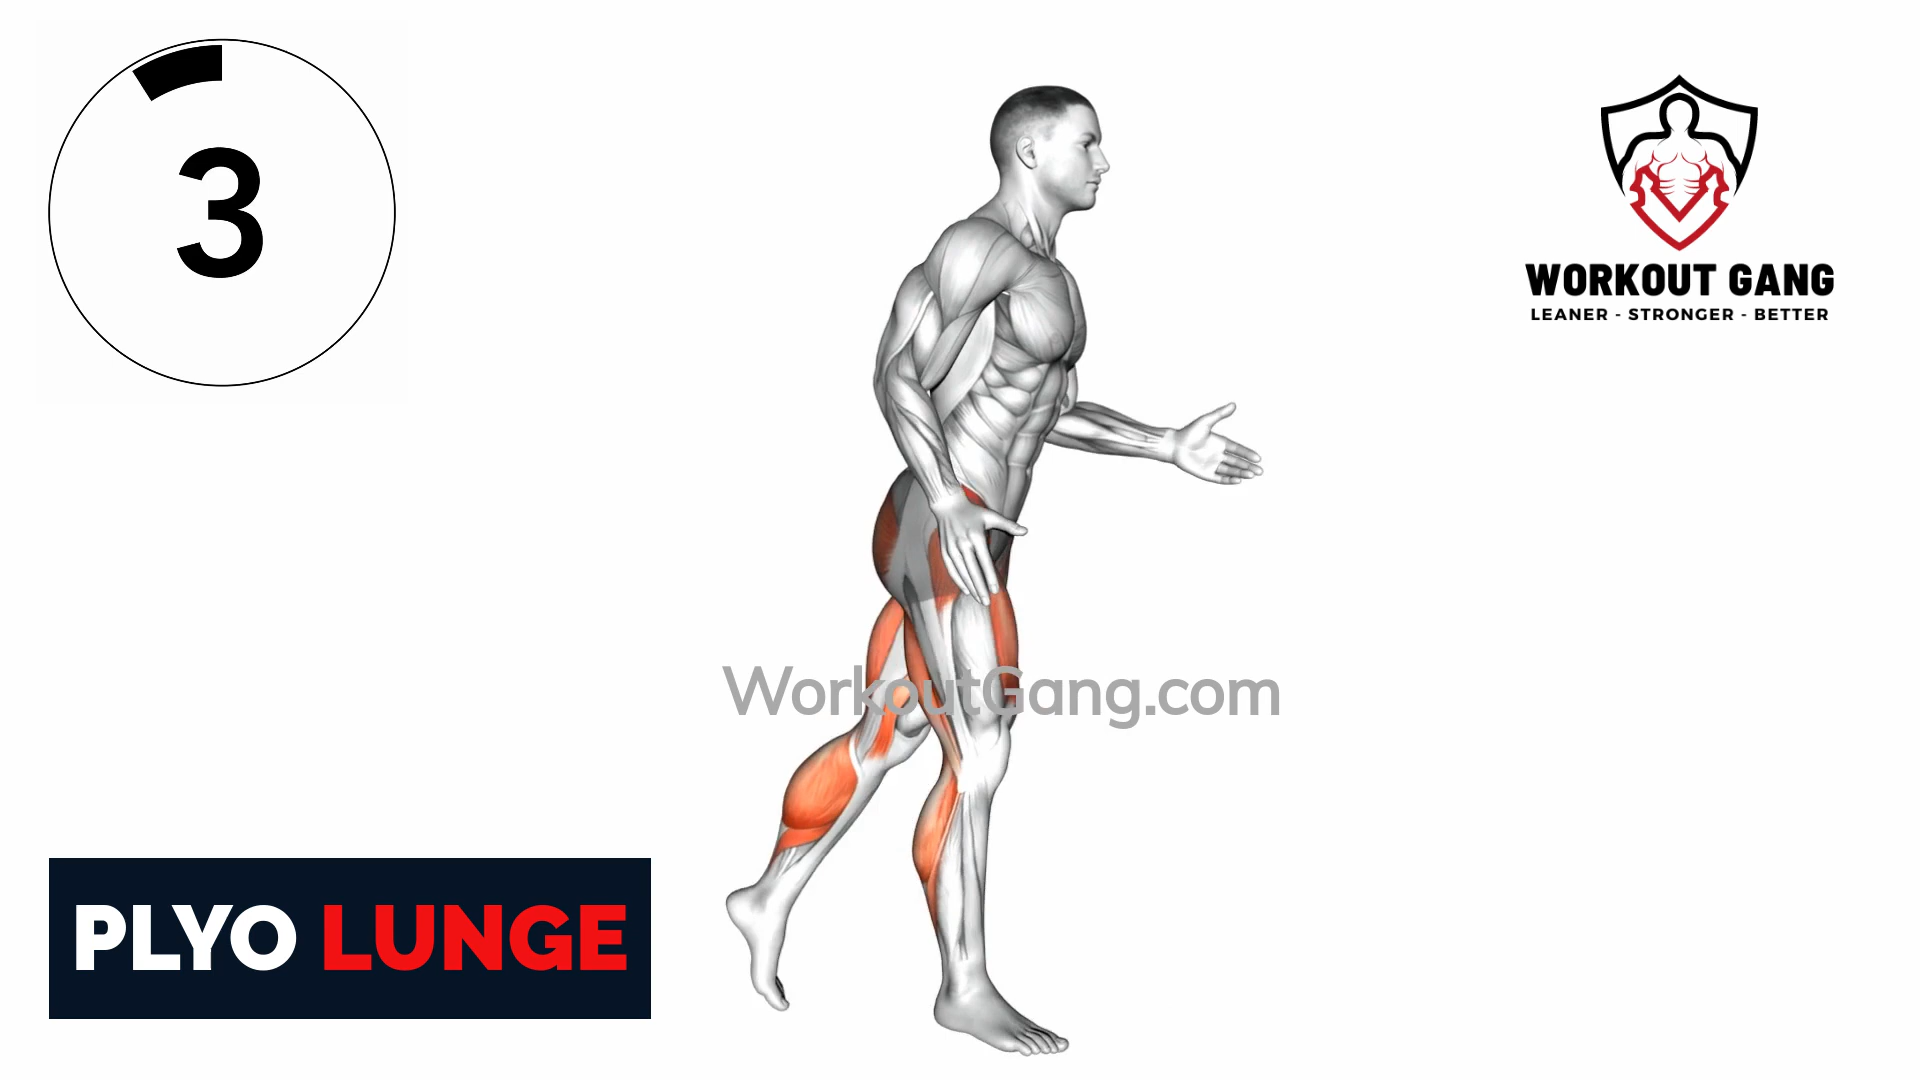 3
WORKOUT GANG
LEANER - STRONGER - BETTER
WorkoutGang.com
PLYO LUNGE